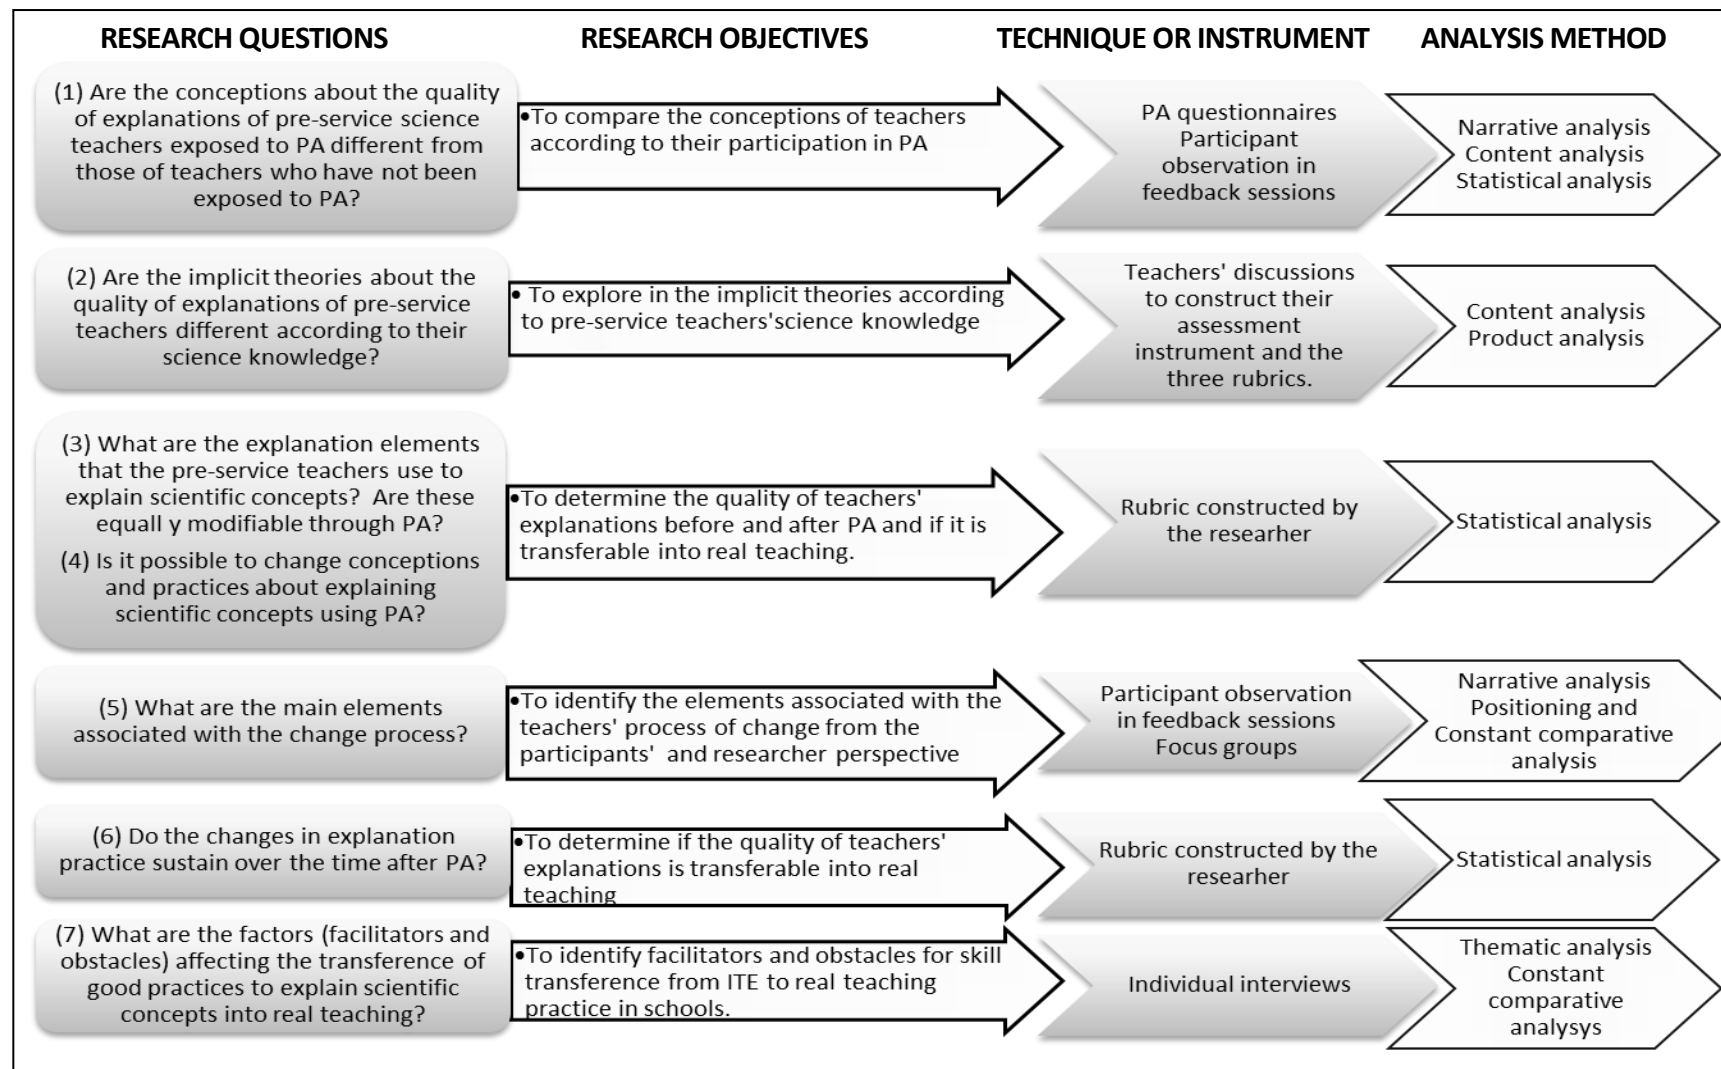 RESEARCH QUESTIONS
RESEARCH OBJECTIVES
TECHNIQUE OR INSTRUMENT
ANALYSIS METHOD
(1) Are the conceptions about the quality
of explanations of pre-service science
teachers exposed to PA different from
those of teachers who have not been
exposed to PA?
•To compare the conceptions of teachers
according to their participation in PA
PA questionnaires
Participant
observation in
feedback sessions
Narrative analysis
Content analysis
Statistical analysis
(2) Are the implicit theories about the
quality of explanations of pre-service
teachers different according to their
science knowledge?
• To explore in the implicit theories according
to pre-service teachers'science knowledge
Teachers' discussions
to construct their
assessment
instrument and the
three rubrics.
Content analysis
Product analysis
(3) What are the explanation elements
that the pre-service teachers use to
explain scientific concepts? Are these
equall y modifiable through PA?
(4) Is it possible to change conceptions
and practices about explaining
scientific concepts using PA?
•To determine the quality of teachers'
explanations before and after PA and if it is
transferable into real teaching.
Rubric constructed by
the researher
Statistical analysis
(5) What are the main elements
associated with the change process?
•To identify the elements associated with the
teachers' process of change from the
participants' and researcher perspective
Participant observation
in feedback sessions
Focus groups
Narrative analysis
Positioning and
Constant comparative
analysis
(6) Do the changes in explanation
practice sustain over the time after PA?
•To determine if the quality of teachers'
explanations is transferable into real
teaching
Rubric constructed by the
researher
Statistical analysis
(7) What are the factors (facilitators and
obstacles) affecting the transference of
good practices to explain scientific
concepts into real teaching?
•To identify facilitators and obstacles for skill
transference from ITE to real teaching
practice in schools.
Individual interviews
Thematic analysis
Constant
comparative
analysys